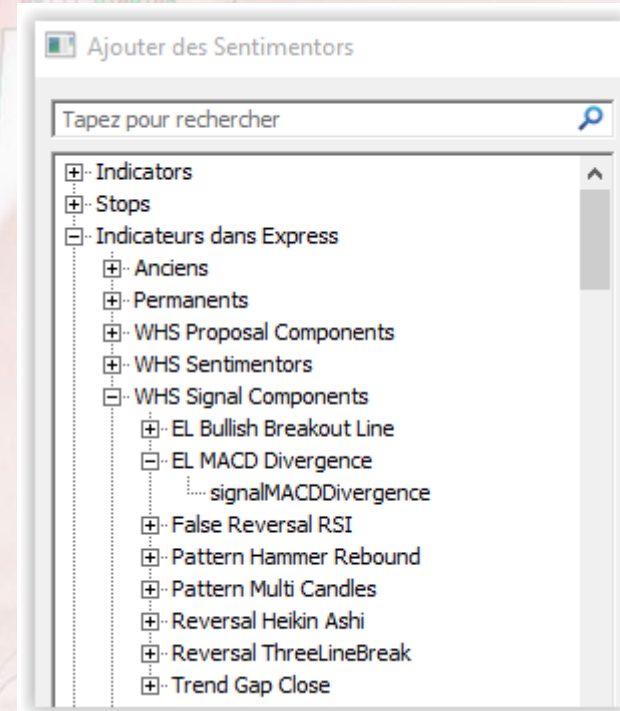 Ajouter des Sentimentors
Tapez pour rechercher
Indicators
Stops
Indicateurs dans Express
Anciens
Permanents
WHS Proposal Components
WHS Sentimentors
WHS Signal Components
EL Bullish Breakout Line
EL MACD Divergence
signalMACDDivergence
False Reversal RSI
Pattern Hammer Rebound
Pattern Multi Candles
Reversal Heikin Ashi
Reversal ThreeLineBreak
Trend Gap Close